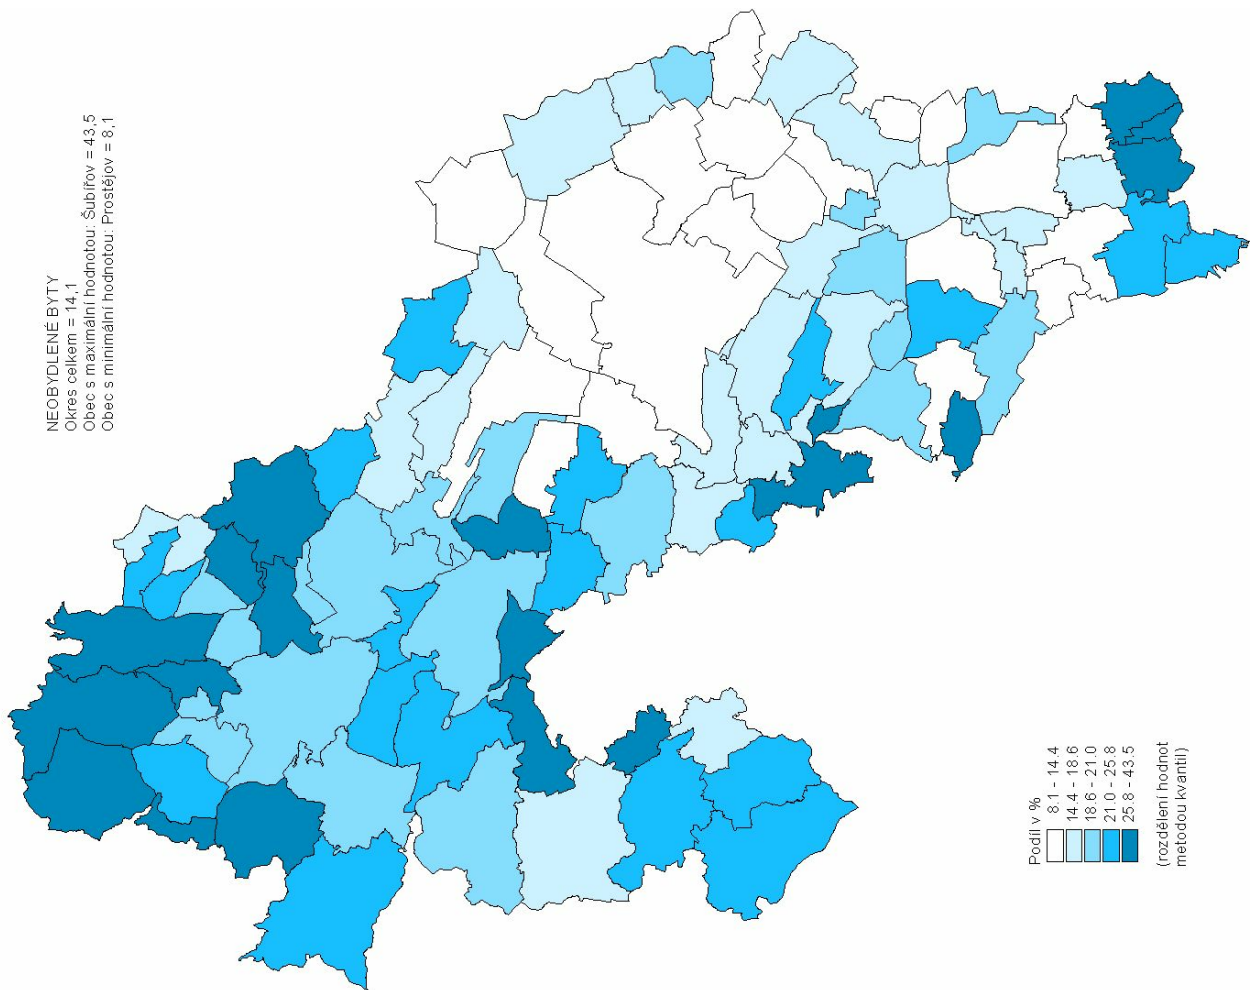 NEOBYDLENÉ BYTY
Okres celkem = 14,1
Obec s maximální hodnotou: Šubířov = 43,5
Obec s minimální hodnotou: Prostějov = 8,1
Podíl v %
8.1 - 14.4
14.4 - 18.6
18.6 - 21.0
21.0 - 25.8
25.8 - 43.5
(rozdělení hodnot
metodou kvantil)